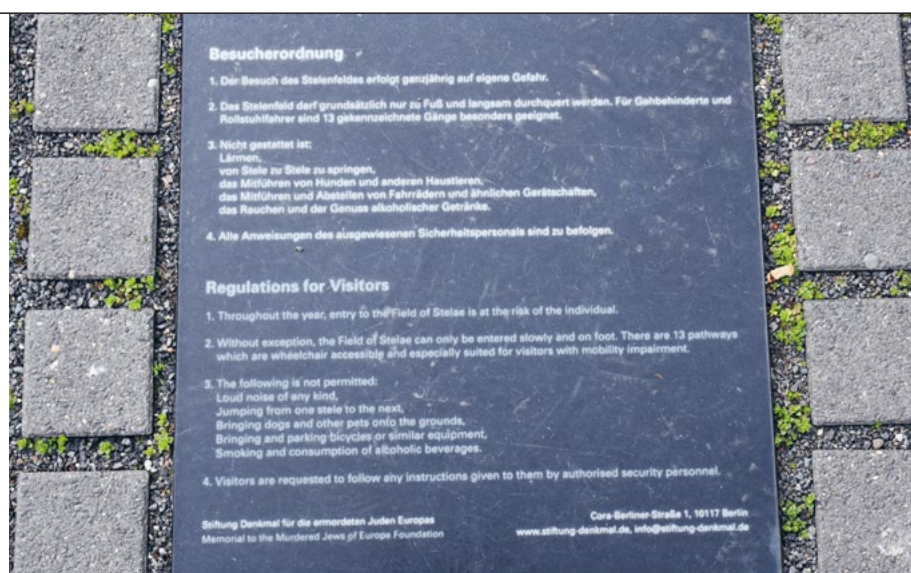 Besucherordnung
1. Der Besuch des Stelenfeldes erfolgt ganzjährig auf eigene Gefahr.
2. Das Stelenfeld darf grundsätzlich nur zu Fuß und langsam durchquert werden. Für Gehbehinderte und
Rollstuhlfahrer sind 13 gekennzeichnete Gänge besonders geeignet.
3. Nicht gestattet ist:
Lärmen,
von Stele zu Stele zu springen,
das Mitführen von Hunden und anderen Haustieren,
das Mitführen und Abstellen von Fahrrädern und ähnlichen Gerätschaften,
das Rauchen und der Genuss alkoholischer Getränke.
4. Alle Anweisungen des ausgewiesenen Sicherheitspersonals sind zu befolgen.
Regulations for Visitors
1. Throughout the year, entry to the Field of Stelae is at the risk of the individual.
2. Without exception, the Field of Stelae can only be entered slowly and on foot. There are 13 pathways
which are wheelchair accessible and especially suited for visitors with mobility impairment.
3. The following is not permitted:
Loud noise of any kind,
Jumping from one stele to the next,
Bringing dogs and other pets onto the grounds,
Bringing and parking bicycles or similar equipment,
Smoking and consumption of alcoholic beverages.
4. Visitors are requested to follow any instructions given to them by authorised security personnel.
Stiftung Denkmal für die ermordeten Juden Europas
Memorial to the Murdered Jews of Europe Foundation
Cora-Berliner-Straße 1, 10117 Berlin
www.stiftung-denkmal.de, info@stiftung-denkmal.de